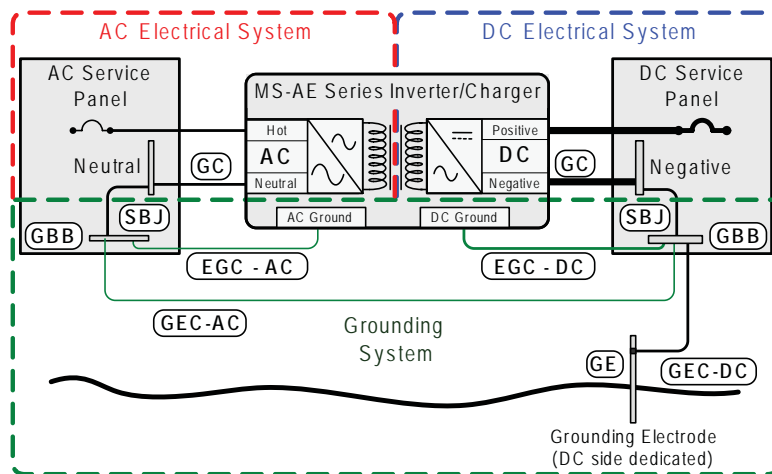 AC Electrical System
DC Electrical System
AC Service
Panel
MS-AE Series Inverter/Charger
DC Service
Panel
Hot
AC
Neutral
Positive
DC
Negative
Neutral
GC
GC
Negative
SBJ
GBB
AC Ground
DC Ground
SBJ
GBB
EGC - AC
EGC - DC
GEC-AC
Grounding
System
GE
GEC-DC
Grounding Electrode
(DC side dedicated)